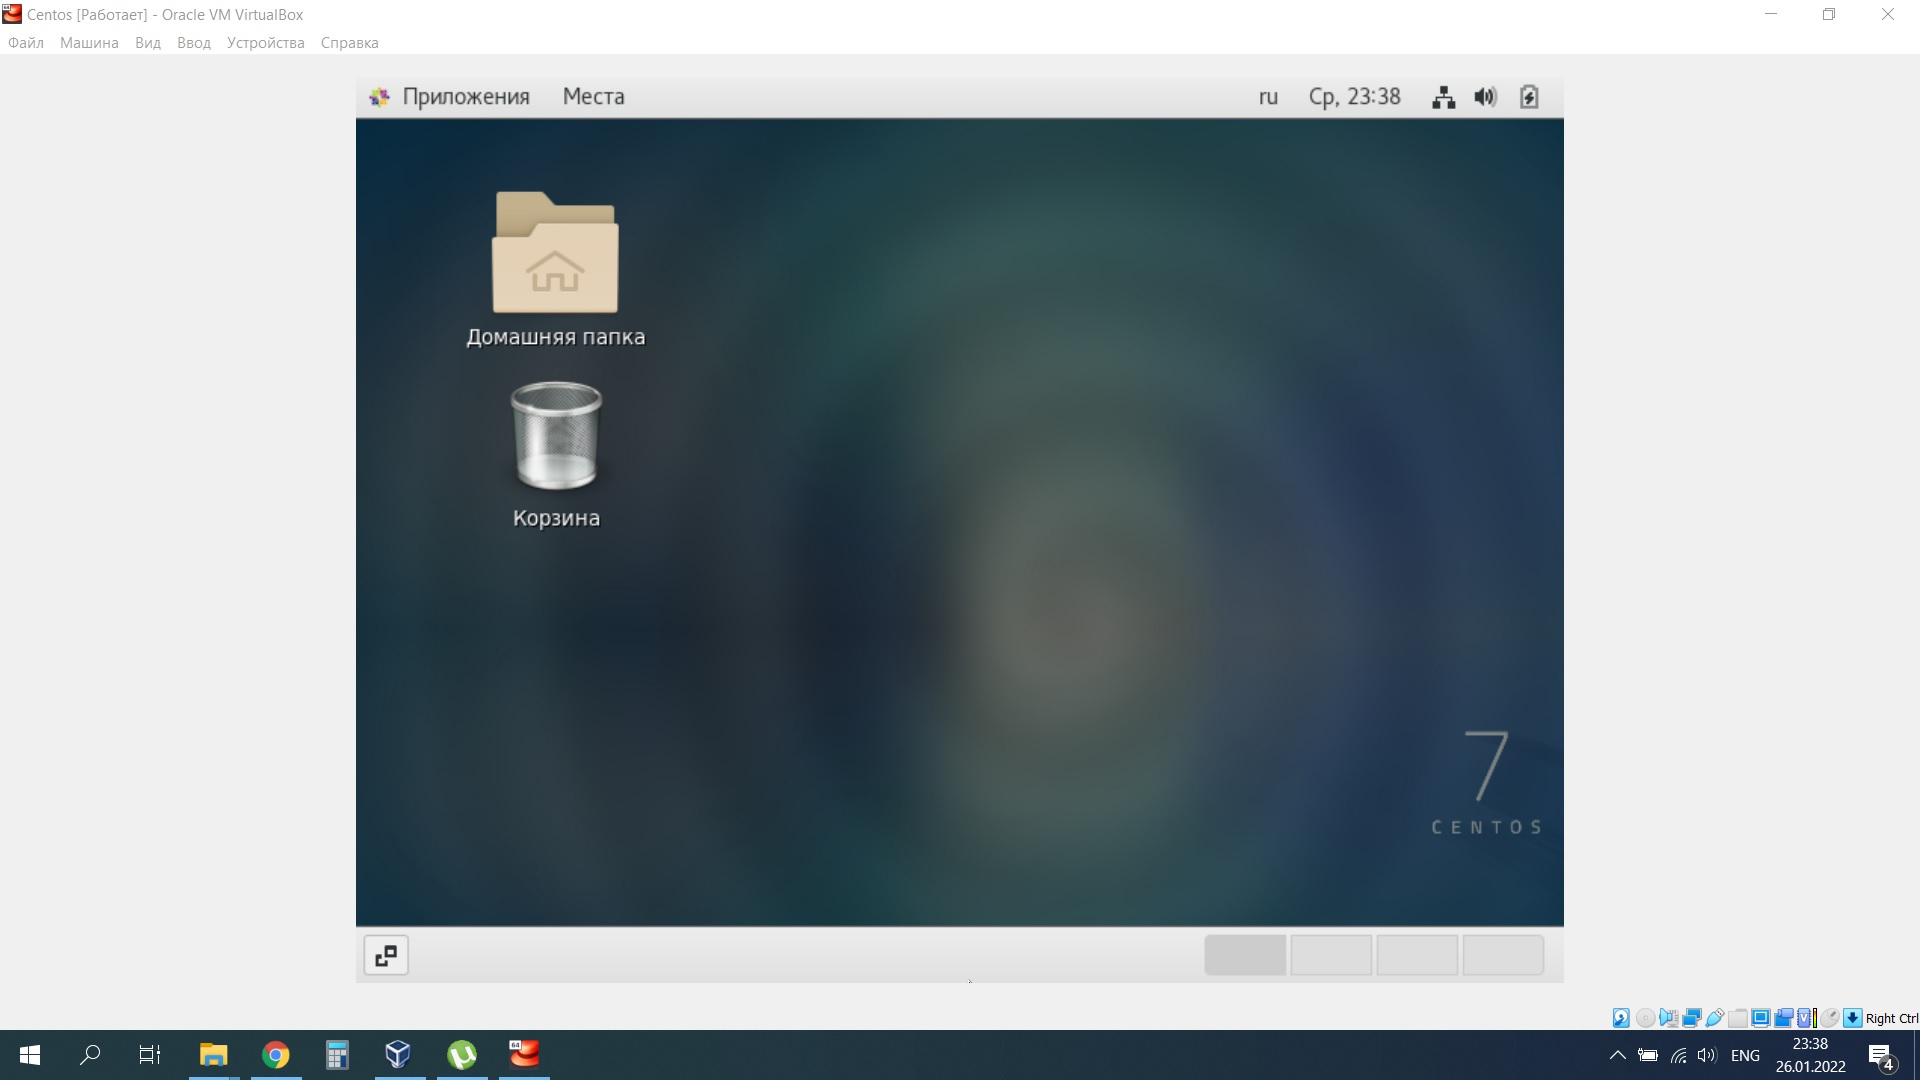 Centos [Работает] - Oracle VM VirtualBox
Файл Машина Вид Ввод Устройства Справка
Приложения Места ru Ср, 23:38
Домашняя папка
Корзина
7
CENTOS
Right Ctrl
64
ENG
23:38
26.01.2022
4